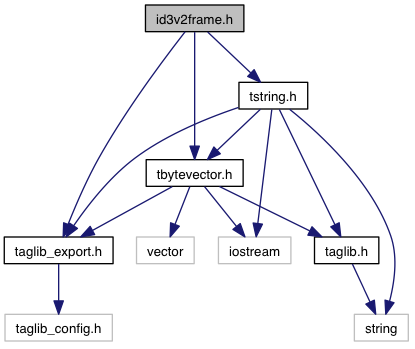 id3v2frame.h
tstring.h
tbytevector.h
taglib_export.h
vector
iostream
taglib.h
taglib_config.h
string